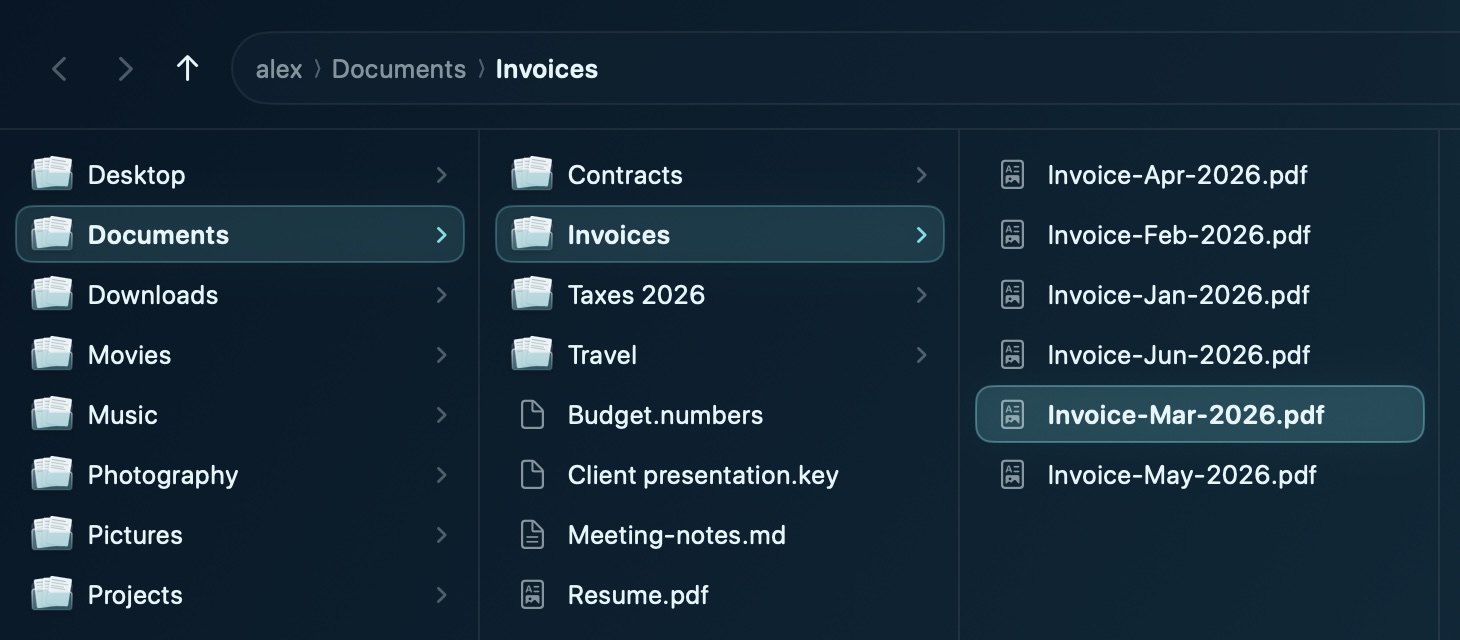 alex › Documents › Invoices
Desktop
Documents
Downloads
Movies
Music
Photography
Pictures
Projects
Contracts
Invoices
Taxes 2026
Travel
Budget.numbers
Client presentation.key
Meeting-notes.md
Resume.pdf
Invoice-Apr-2026.pdf
Invoice-Feb-2026.pdf
Invoice-Jan-2026.pdf
Invoice-Jun-2026.pdf
Invoice-Mar-2026.pdf
Invoice-May-2026.pdf